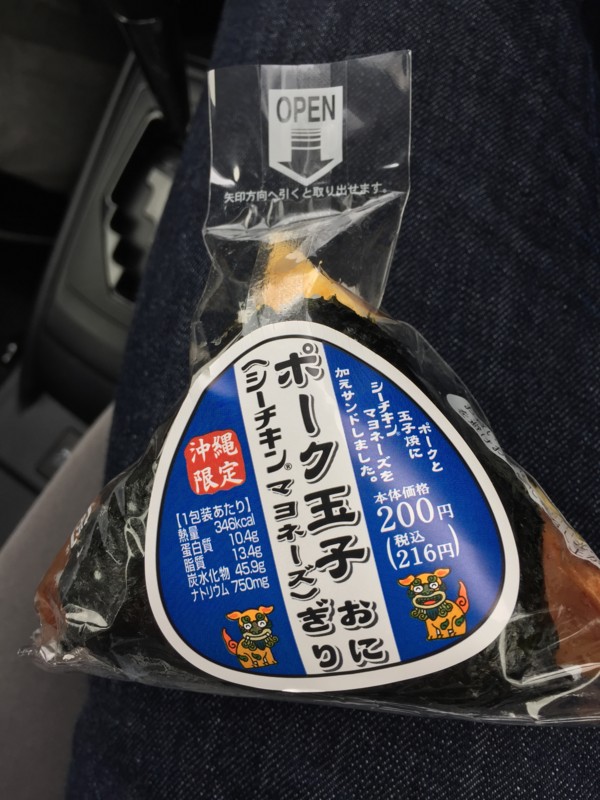 OPEN
矢印方向へ引くと取り出せます。
ポーク玉子おにぎり
(シーチキン®マヨネーズ)
ポークと
玉子焼に
シーチキン®
マヨネーズを
加えサンドしました。
本体価格
200円
(税込
216円)
沖縄
限定
【1包装あたり】
熱量 346kcal
蛋白質 10.4g
脂質 13.4g
炭水化物 45.9g
ナトリウム 750mg